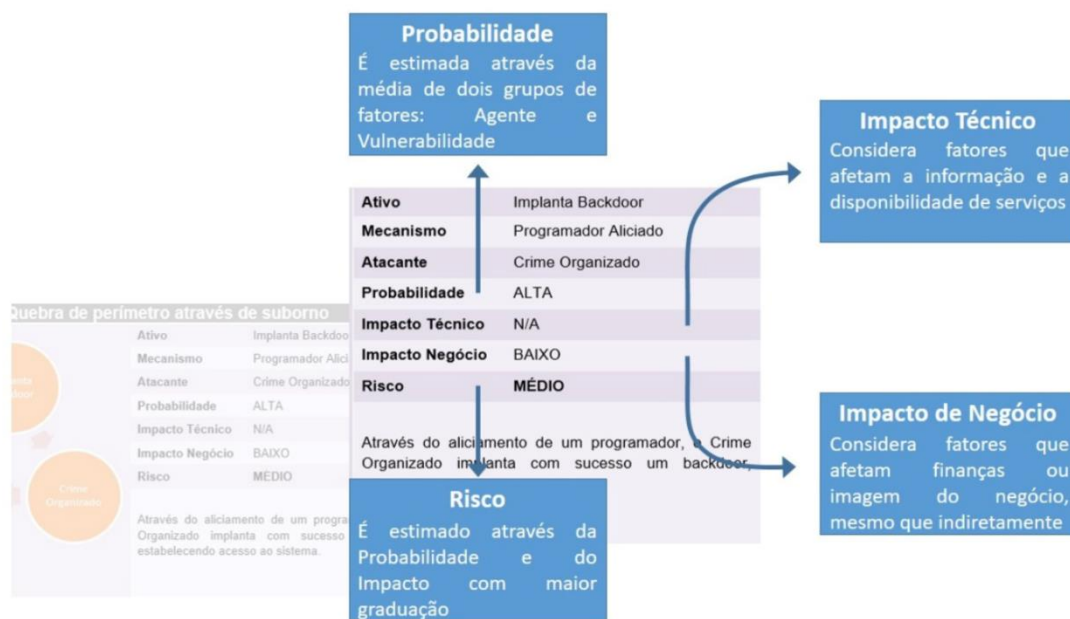 Probabilidade
É estimada através da
média de dois grupos de
fatores: Agente e
Vulnerabilidade
Impacto Técnico
Considera fatores que
afetam a informação e a
disponibilidade de serviços
Ativo Implanta Backdoor
Mecanismo Programador Aliciado
Atacante Crime Organizado
Probabilidade ALTA
Impacto Técnico N/A
Impacto Negócio BAIXO
Risco MÉDIO
Através do aliciamento de um programador, o Crime
Organizado implanta com sucesso um backdoor,
Quebra de perímetro através de suborno
Ativo Implanta
Mecanismo Programador
Atacante Crime Organizado
Probabilidade ALTA
Impacto Técnico N/A
Impacto Negócio BAIXO
Risco MÉDIO
Crime
Organizado
Através do aliciamento de um
Organizado implanta com sucesso
estabelecendo acesso ao sistema.
Impacto de Negócio
Considera fatores que
afetam finanças ou
imagem do negócio,
mesmo que indiretamente
Risco
É estimado através da
Probabilidade e do
Impacto com maior
graduação